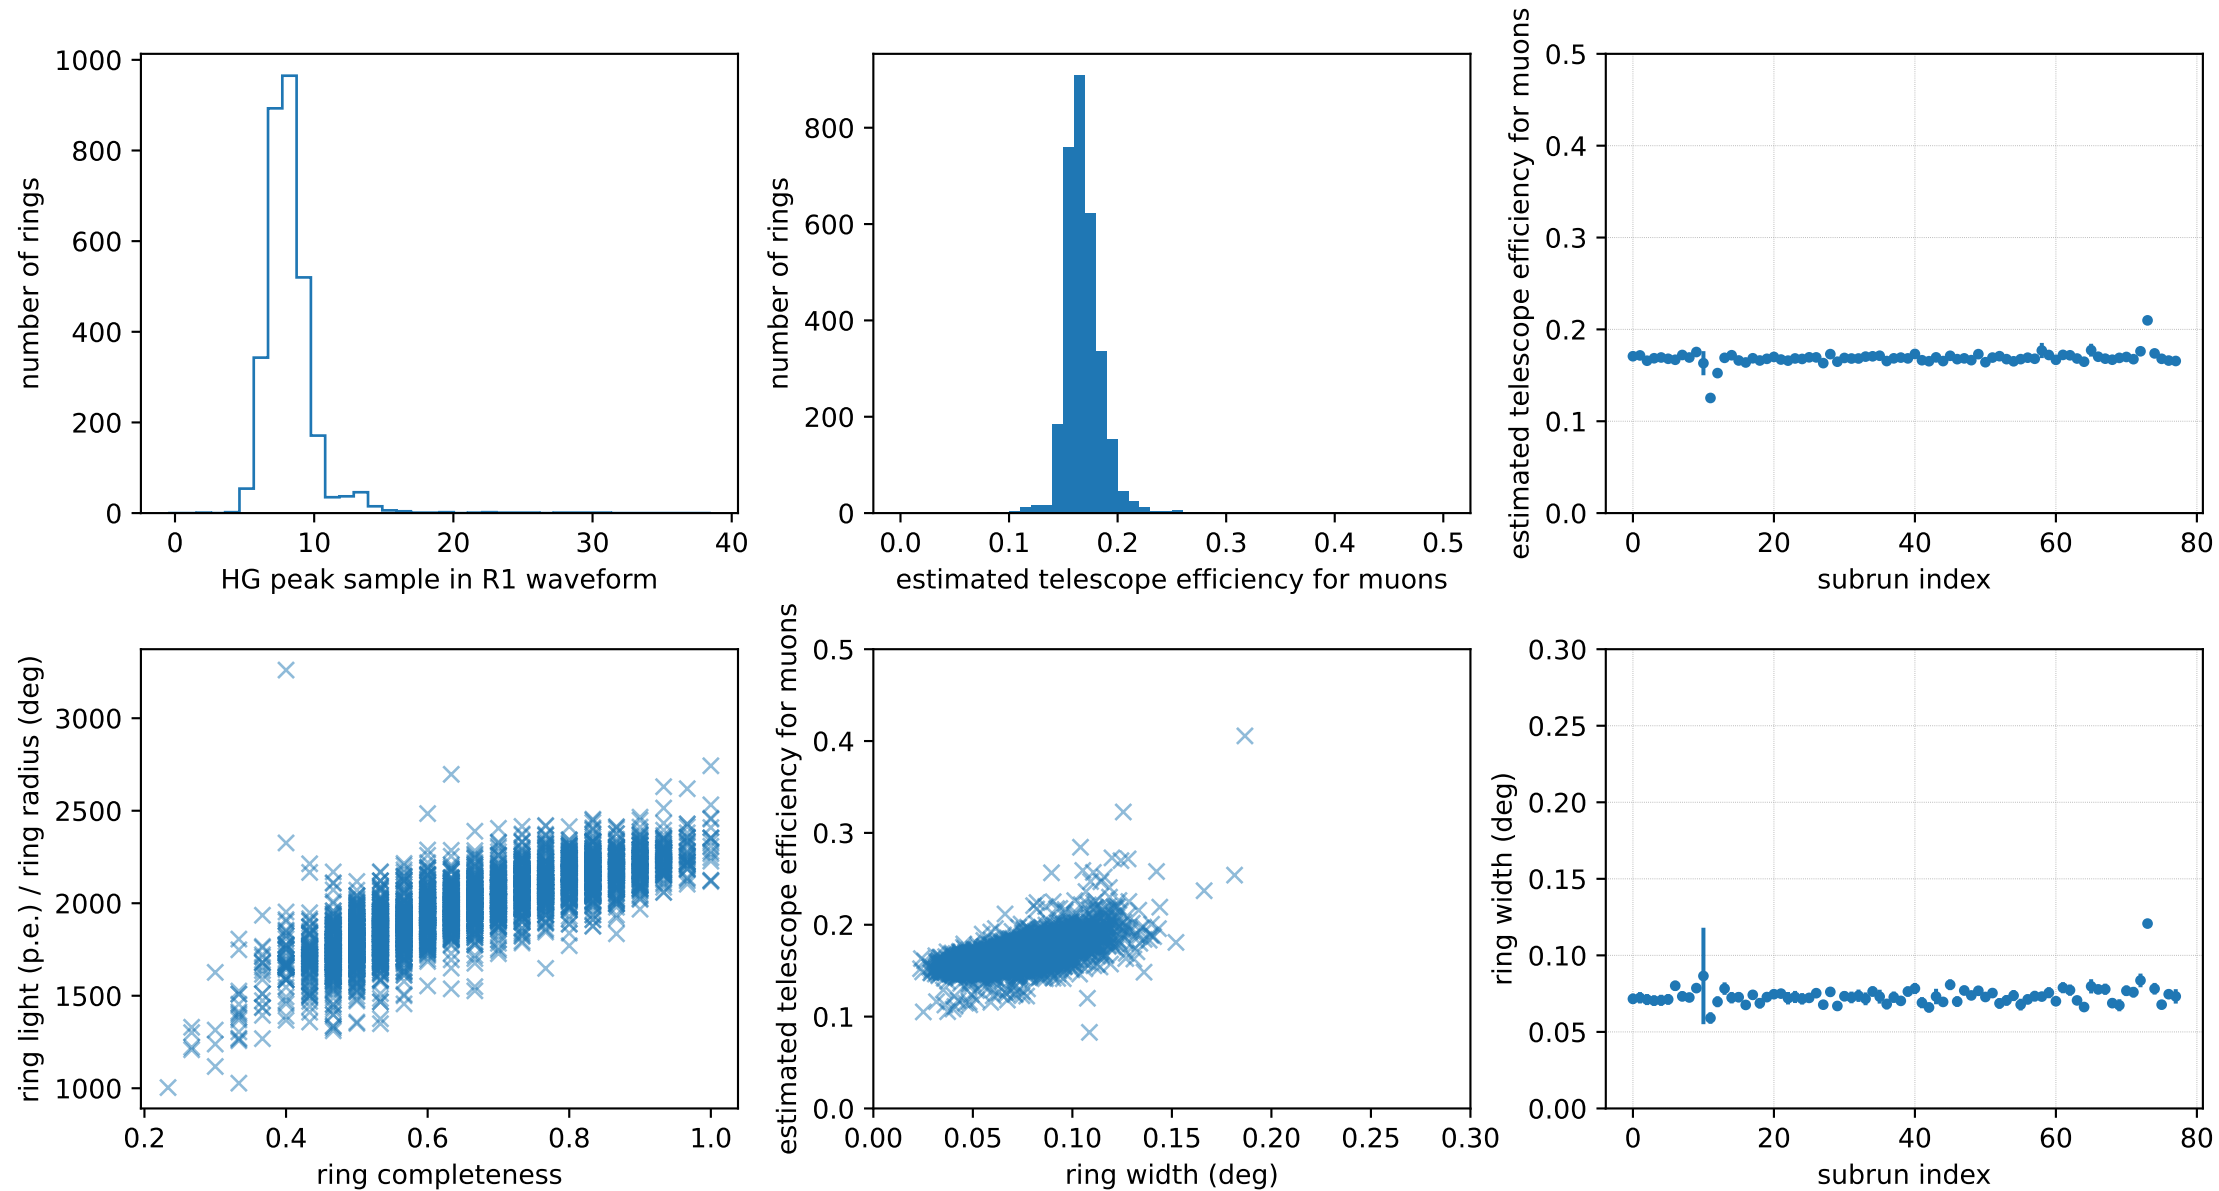 number of rings
1000
800
600
400
200
0
0 10 20 30 40
HG peak sample in R1 waveform
number of rings
800
600
400
200
0
0.0 0.1 0.2 0.3 0.4 0.5
estimated telescope efficiency for muons
estimated telescope efficiency for muons
0.5
0.4
0.3
0.2
0.1
0.0
0 20 40 60 80
subrun index
ring light (p.e.) / ring radius (deg)
3000
2500
2000
1500
1000
0.2 0.4 0.6 0.8 1.0
ring completeness
estimated telescope efficiency for muons
0.5
0.4
0.3
0.2
0.1
0.0
0.00 0.05 0.10 0.15 0.20 0.25 0.30
ring width (deg)
ring width (deg)
0.30
0.25
0.20
0.15
0.10
0.05
0.00
0 20 40 60 80
subrun index